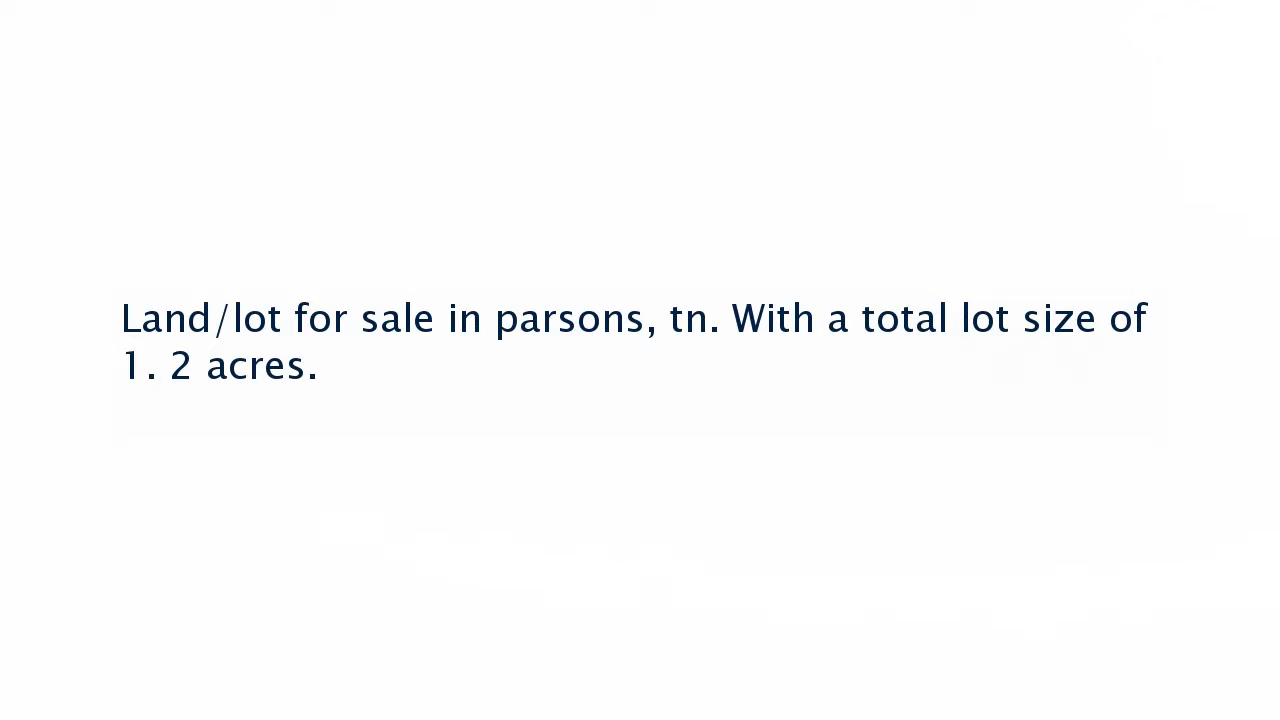 Land/lot for sale in parsons, tn. With a total lot size of
1. 2 acres.